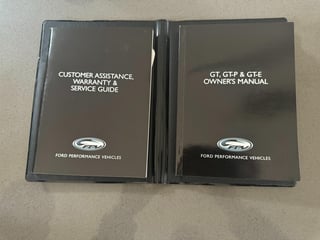 CUSTOMER ASSISTANCE,
WARRANTY &
SERVICE GUIDE
FORD PERFORMANCE VEHICLES
GT, GT-P & GT-E
OWNER'S MANUAL
FORD PERFORMANCE VEHICLES